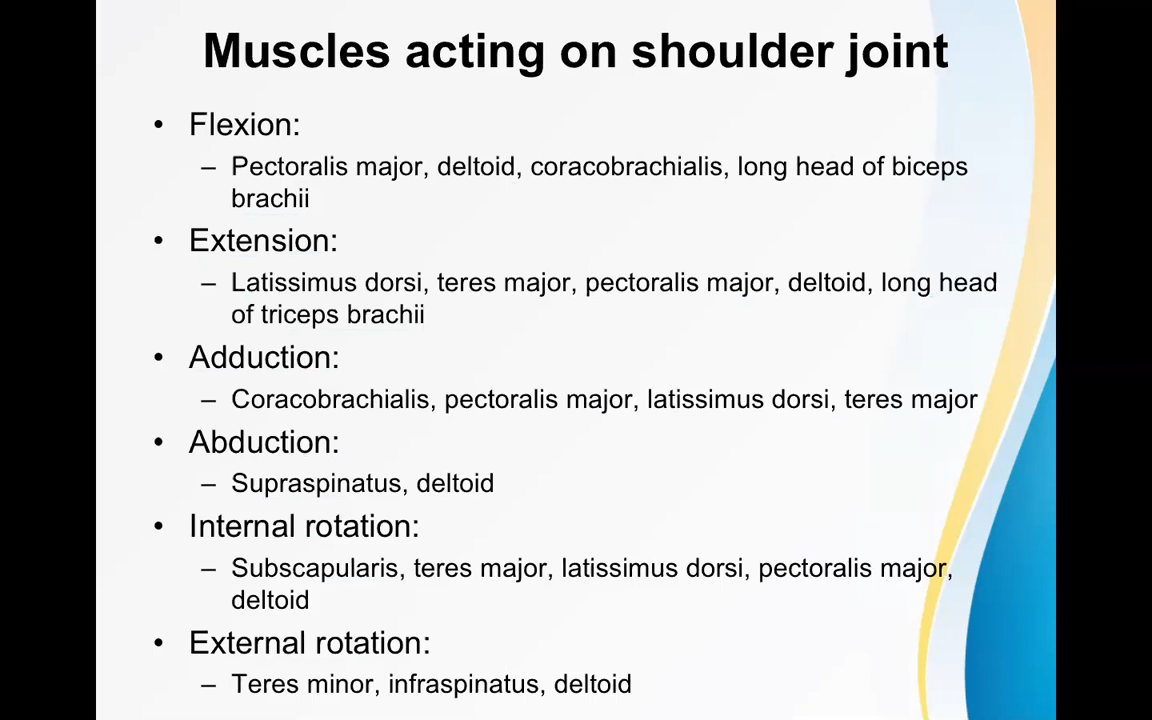 Muscles acting on shoulder joint
• Flexion:
– Pectoralis major, deltoid, coracobrachialis, long head of biceps
brachii
• Extension:
– Latissimus dorsi, teres major, pectoralis major, deltoid, long head
of triceps brachii
• Adduction:
– Coracobrachialis, pectoralis major, latissimus dorsi, teres major
• Abduction:
– Supraspinatus, deltoid
• Internal rotation:
– Subscapularis, teres major, latissimus dorsi, pectoralis major,
deltoid
• External rotation:
– Teres minor, infraspinatus, deltoid